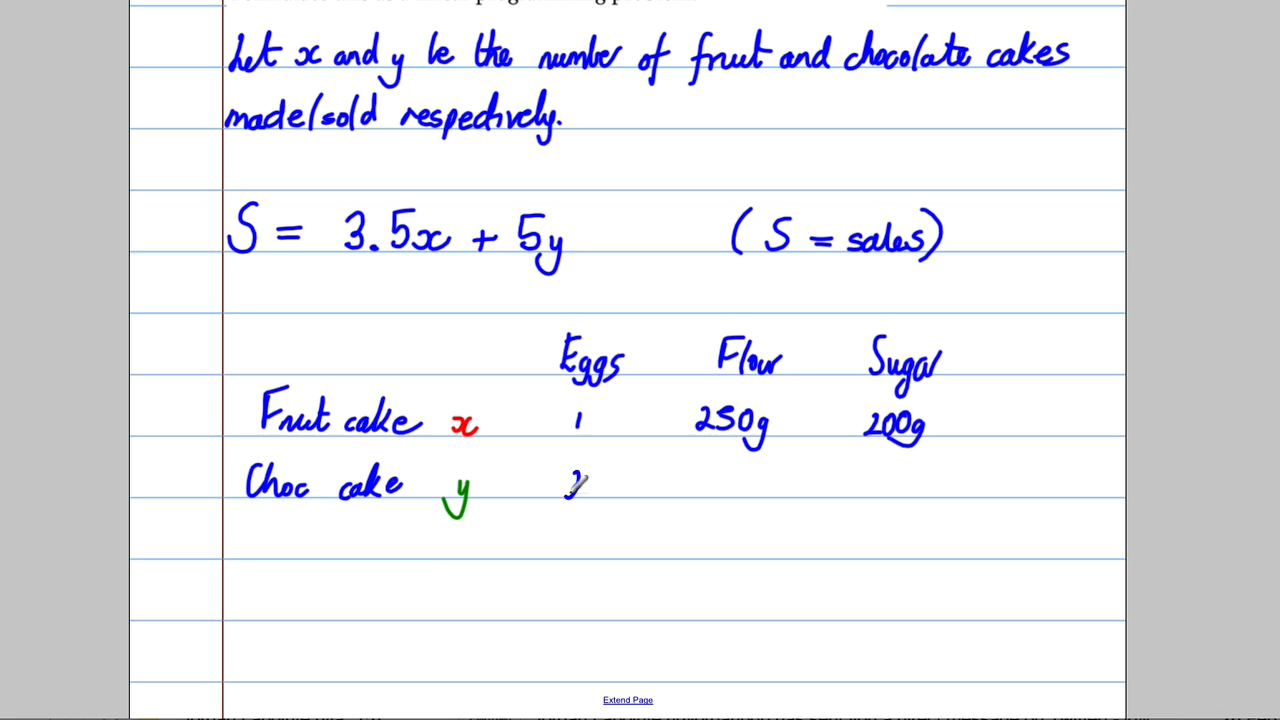 Let x and y be the number of fruit and chocolate cakes
made/sold respectively.
S = 3.5x + 5y (S = sales)
Eggs Flour Sugar
Fruit cake x 1 250g 200g
Choc cake y
Extend Page